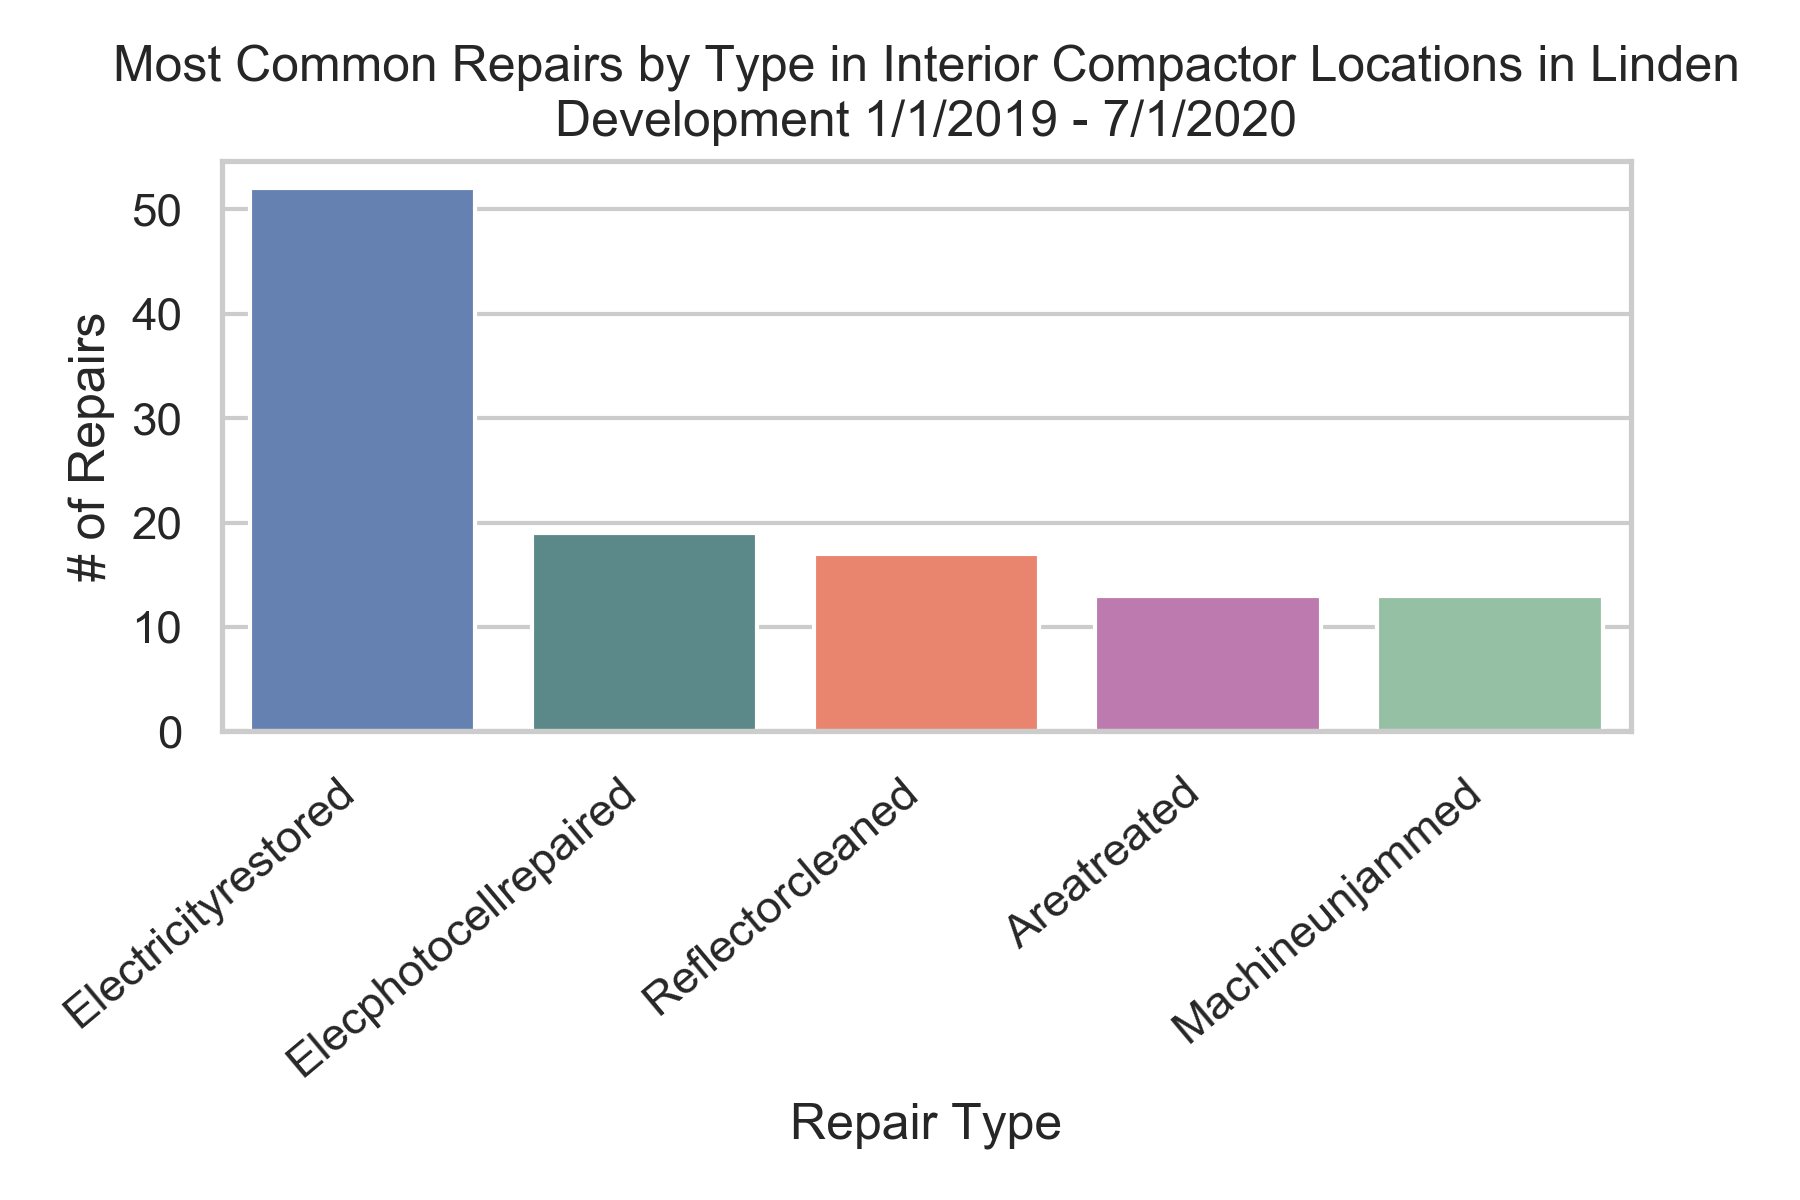 Most Common Repairs by Type in Interior Compactor Locations in Linden
Development 1/1/2019 - 7/1/2020
# of Repairs
50
40
30
20
10
0
Electricityrestored
Elecphotocellrepaired
Reflectorcleaned
Areatreated
Machineunjammed
Repair Type